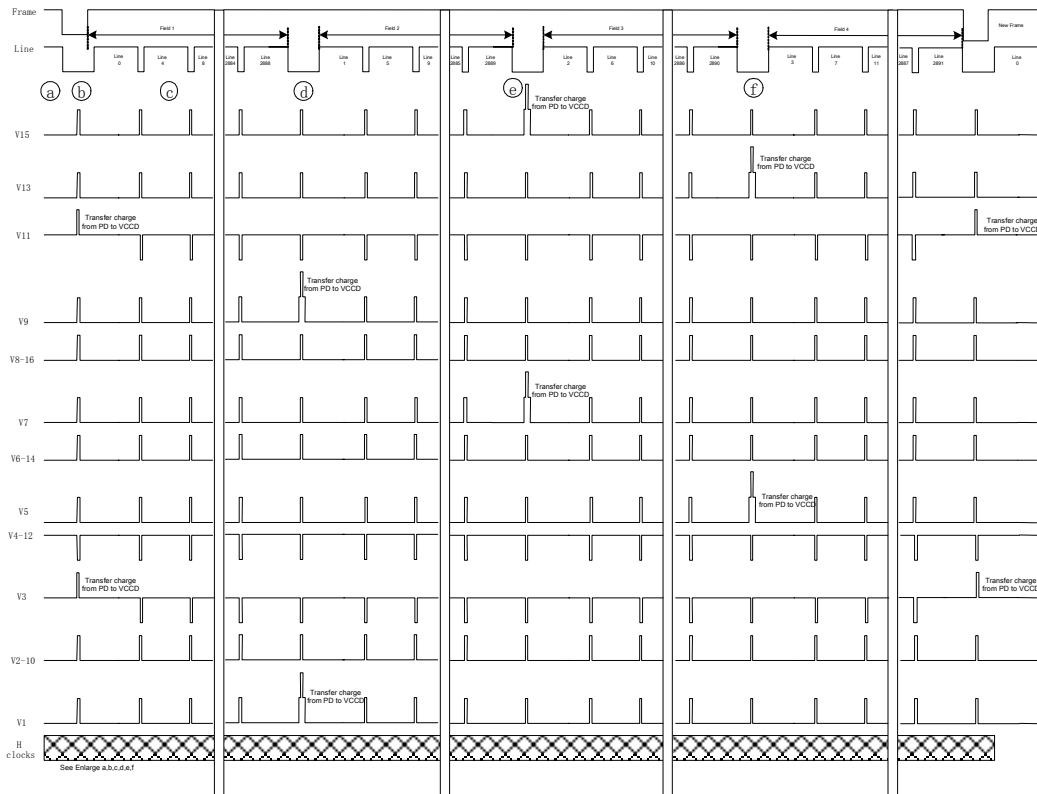 Frame
Field 1
Field 2
Field 3
Field 4
New Frame
Line
Line 0
Line 4
Line 8
Line 2884
Line 2888
Line 1
Line 5
Line 9
Line 2885
Line 2889
Line 2
Line 6
Line 10
Line 2886
Line 2890
Line 3
Line 7
Line 11
Line 2887
Line 2891
Line 0
a
b
c
d
e
f
Transfer charge
from PD to VCCD
V15
Transfer charge
from PD to VCCD
V13
Transfer charge
from PD to VCCD
Transfer charge
from PD to VCCD
V11
Transfer charge
from PD to VCCD
V9
V8-16
Transfer charge
from PD to VCCD
V7
V6-14
Transfer charge
from PD to VCCD
V5
V4-12
Transfer charge
from PD to VCCD
Transfer charge
from PD to VCCD
V3
V2-10
Transfer charge
from PD to VCCD
V1
H
clocks
See Enlarge a,b,c,d,e,f